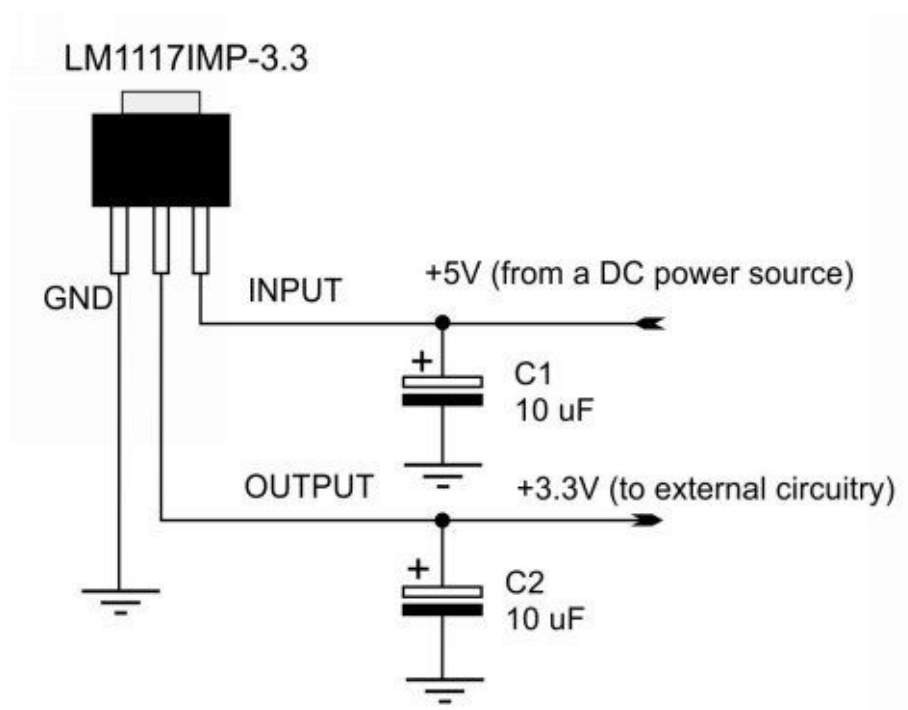 LM1117IMP-3.3
GND
INPUT
+5V (from a DC power source)
+
C1
10 uF
OUTPUT
+3.3V (to external circuitry)
+
C2
10 uF